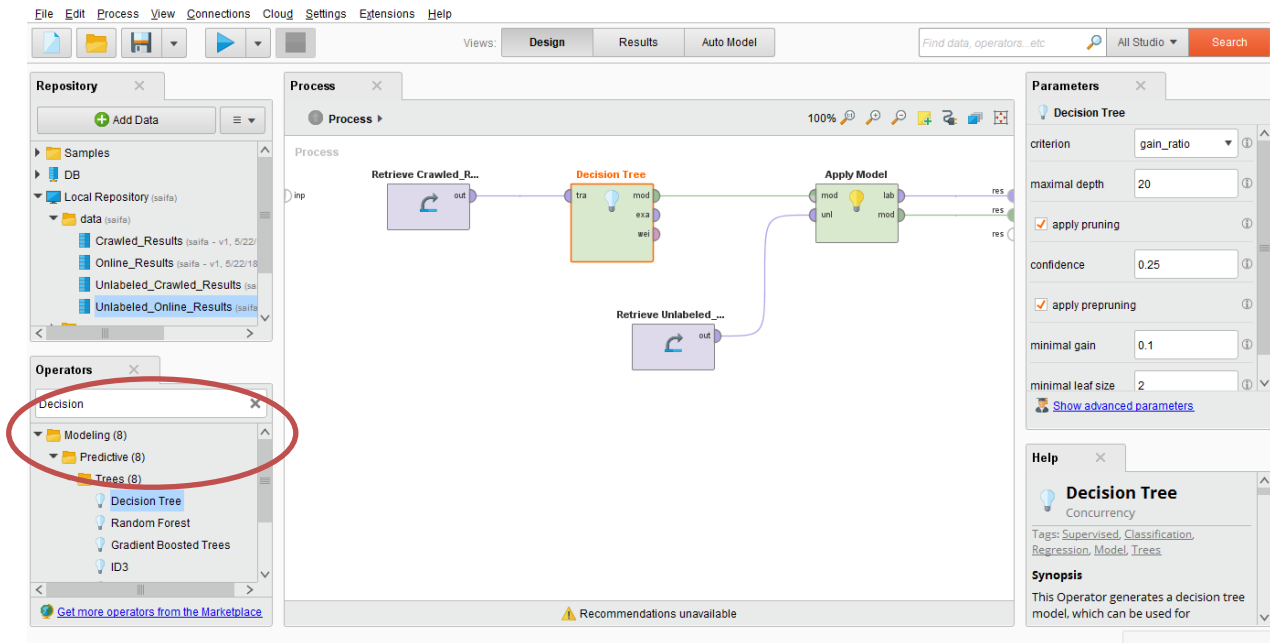 File Edit Process View Connections Cloud Settings Extensions Help
Views: Design Results Auto Model
Find data, operators...etc All Studio Search
Repository
Add Data
Samples
DB
Local Repository (saifa)
data (saifa)
Crawled_Results (saifa - v1, 5/22/
Online_Results (saifa - v1, 5/22/18
Unlabeled_Crawled_Results (sa
Unlabeled_Online_Results (saifa
Operators
Decision
Modeling (8)
Predictive (8)
Trees (8)
Decision Tree
Random Forest
Gradient Boosted Trees
ID3
Get more operators from the Marketplace
Process
Process
100%
Process
inp
Retrieve Crawled_R...
out
Decision Tree
tra mod
exa
wei
Apply Model
mod lab
unl mod
res
res
res
Retrieve Unlabeled_...
out
Recommendations unavailable
Parameters
Decision Tree
criterion gain_ratio
maximal depth 20
apply pruning
confidence 0.25
apply prepruning
minimal gain 0.1
minimal leaf size 2
Show advanced parameters
Help
Decision Tree
Concurrency
Tags: Supervised, Classification,
Regression, Model, Trees
Synopsis
This Operator generates a decision tree
model, which can be used for